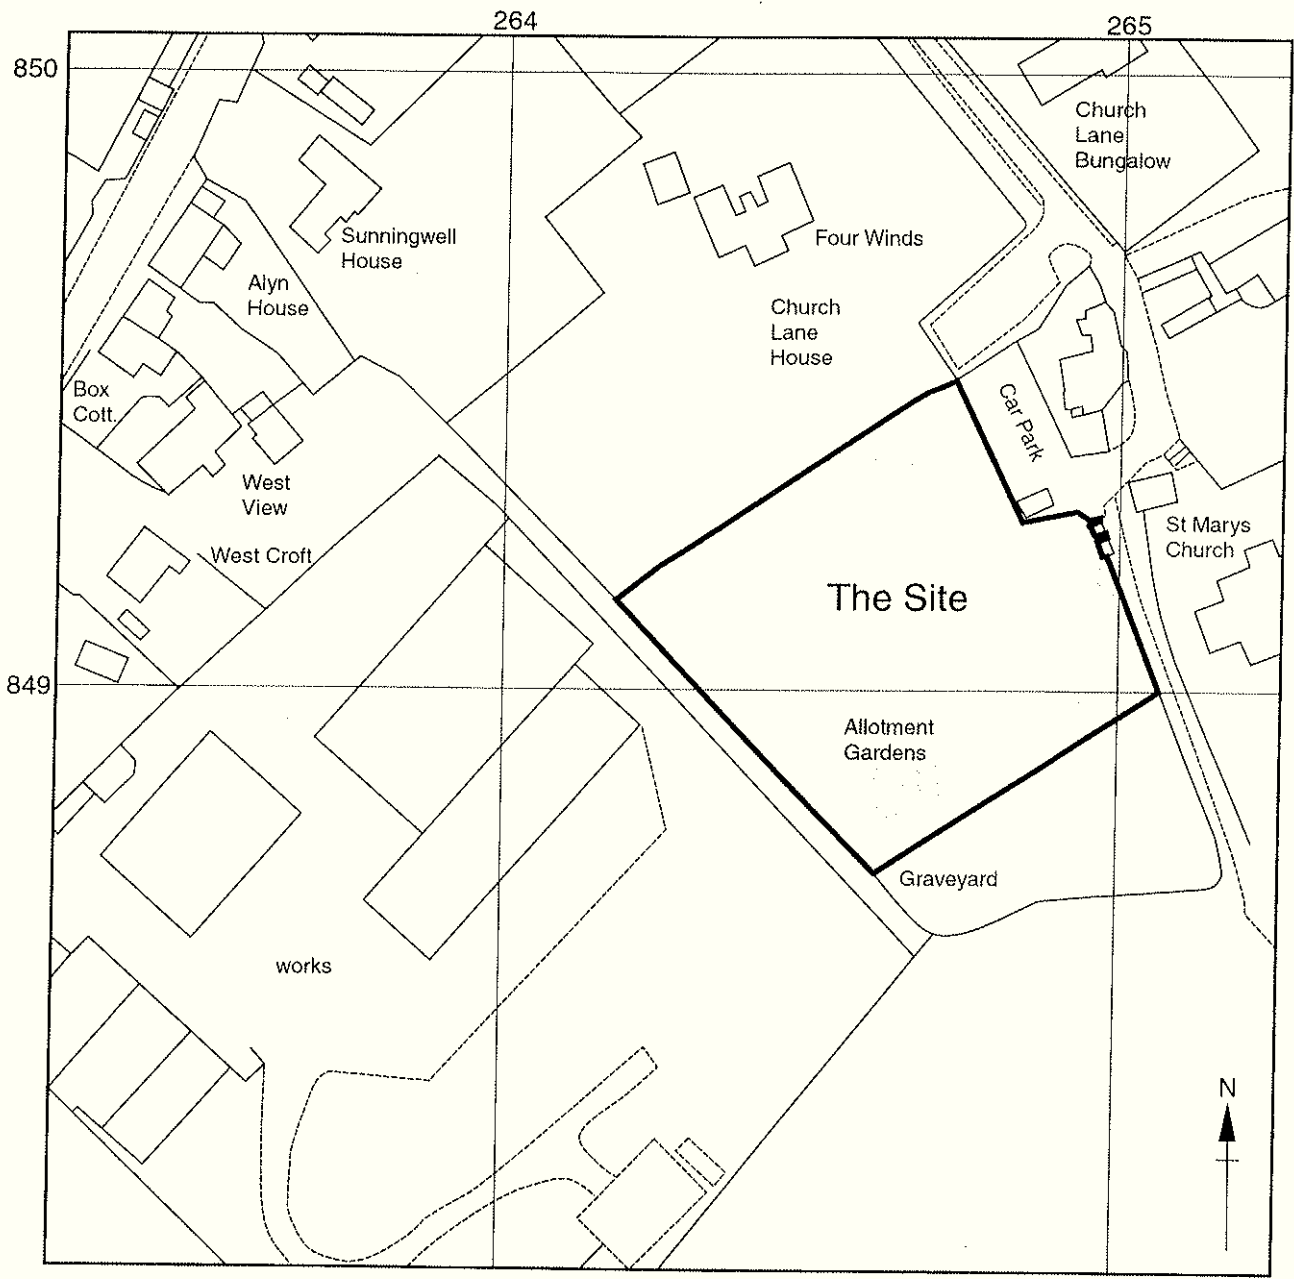 264
265
850
Church
Lane
Bungalow
Sunningwell
House
Four Winds
Alyn
House
Church
Lane
House
Box
Cott.
Car Park
West
View
St Marys
Church
West Croft
The Site
849
Allotment
Gardens
Graveyard
works
N